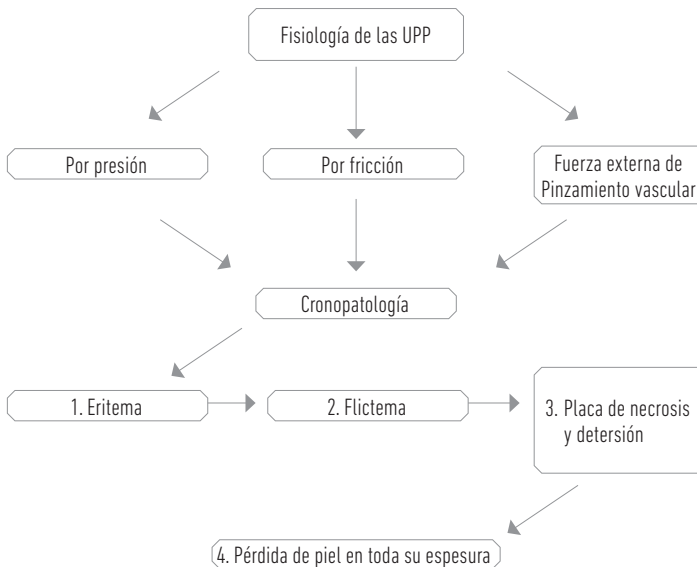 Fisiología de las UPP
Por presión
Por fricción
Fuerza externa de
Pinzamiento vascular
Cronopatología
1. Eritema
2. Flictema
3. Placa de necrosis
y detersión
4. Pérdida de piel en toda su espesura